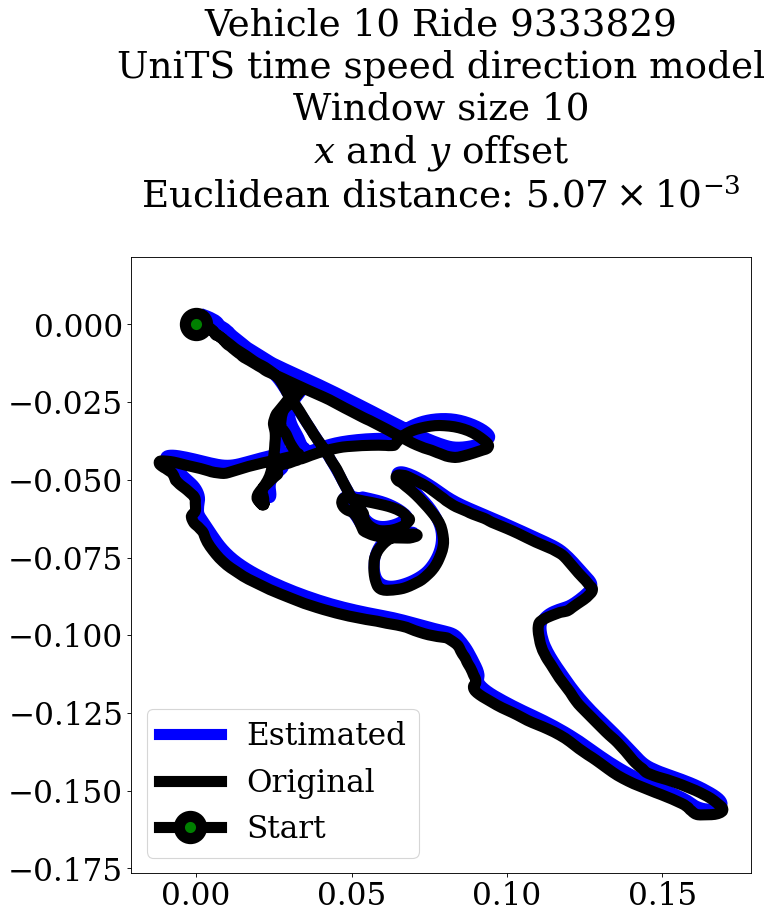 Vehicle 10 Ride 9333829
UniTS time speed direction model
Window size 10
x and y offset
Euclidean distance: 5.07 × 10⁻³
0.000
−0.025
−0.050
−0.075
−0.100
−0.125
−0.150
−0.175
Estimated
Original
Start
0.00 0.05 0.10 0.15